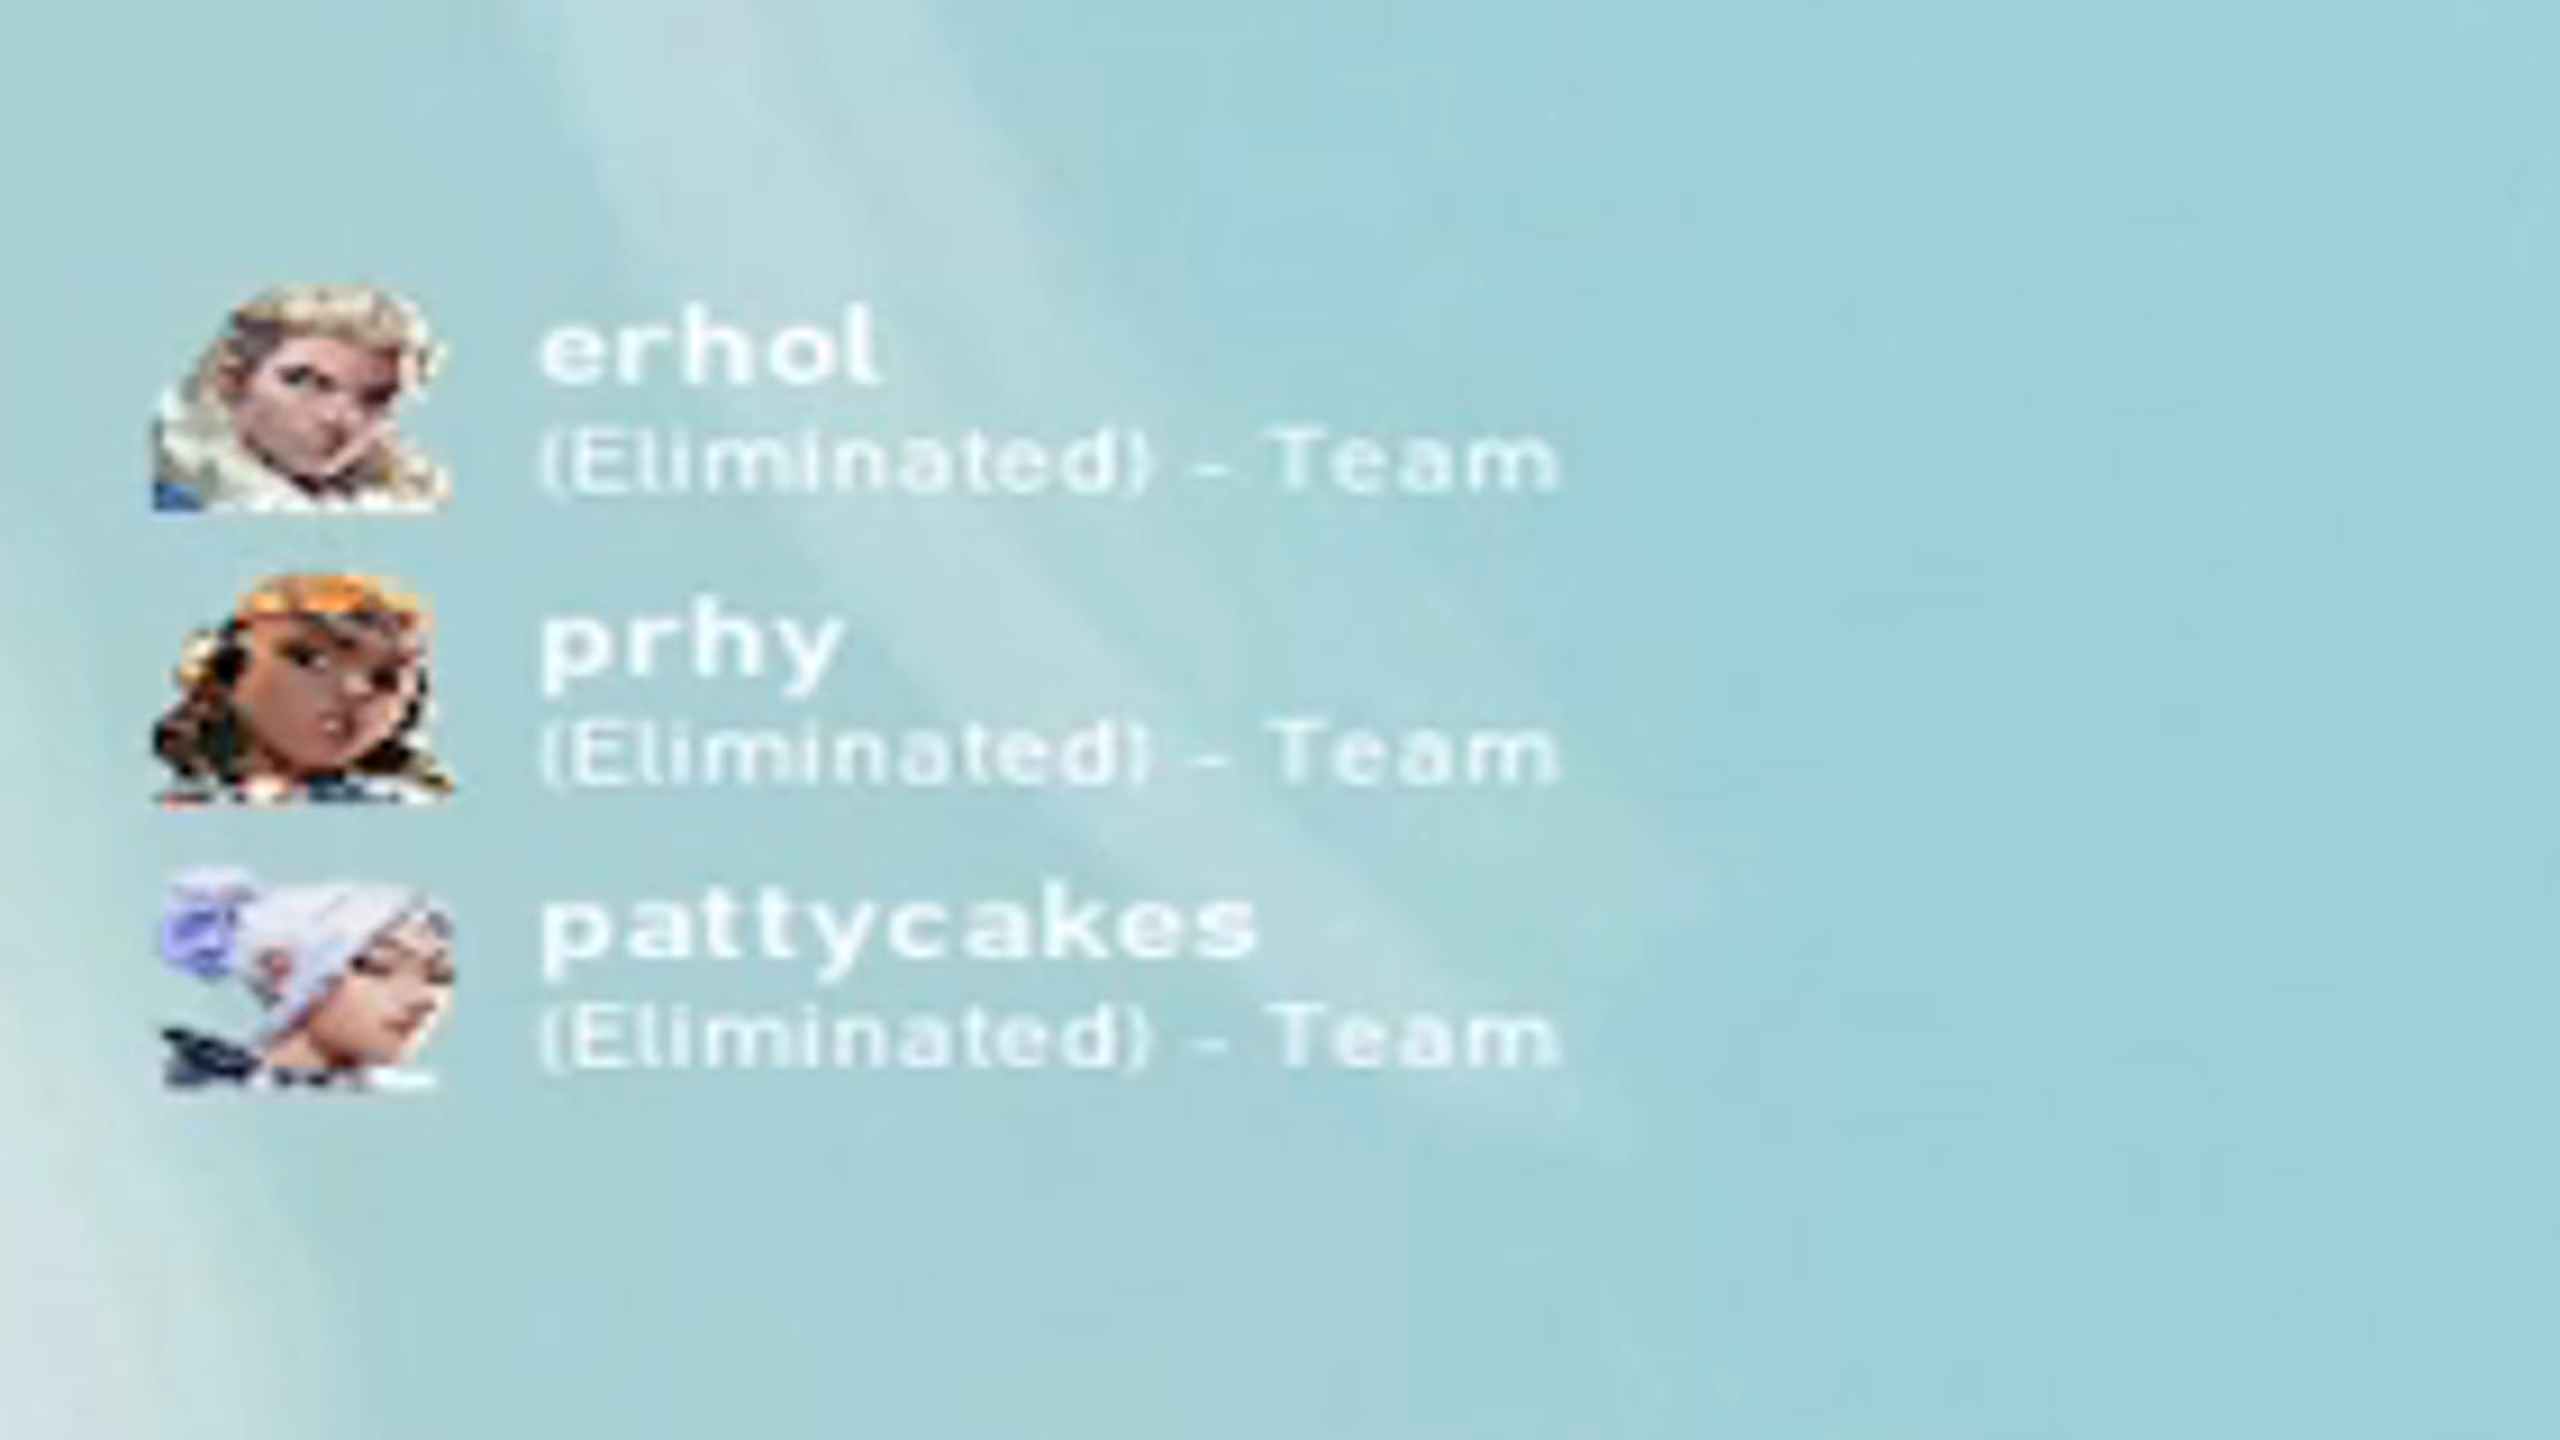 erhol
(Eliminated) - Team
prhy
(Eliminated) - Team
pattycakes
(Eliminated) - Team